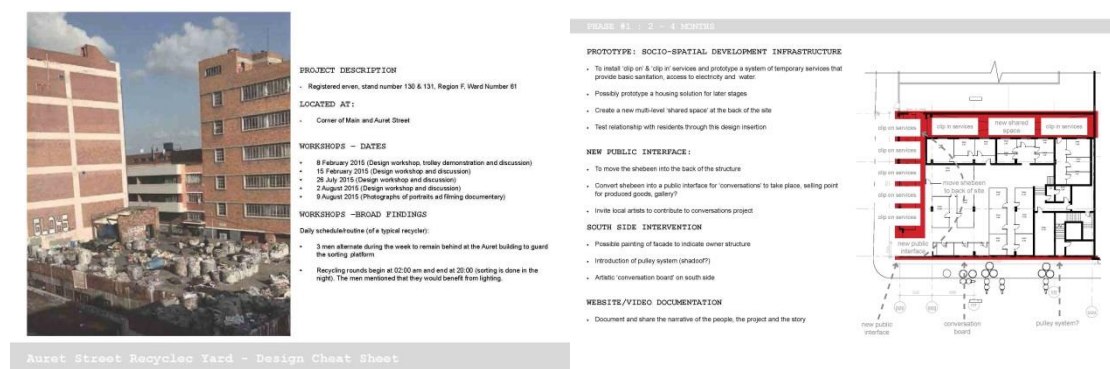 PROJECT DESCRIPTION
- Registered erven, stand number 130 & 131, Region F, Ward Number 61
LOCATED AT:
• Corner of Main and Auret Street
WORKSHOPS - DATES
• 8 February 2015 (Design workshop, trolley demonstration and discussion)
• 15 February 2015 (Design workshop and discussion)
• 26 July 2015 (Design workshop and discussion)
• 2 August 2015 (Design workshop and discussion)
• 9 August 2015 (Photographs of portraits ad filming documentary)
WORKSHOPS –BROAD FINDINGS
Daily schedule/routine (of a typical recycler):
• 3 men alternate during the week to remain behind at the Auret building to guard
the sorting platform
• Recycling rounds begin at 02:00 am and end at 20:00 (sorting is done in the
night). The men mentioned that they would benefit from lighting.
Auret Street Recyclec Yard - Design Cheat Sheet
PHASE #1 : 2 – 4 MONTHS
PROTOTYPE: SOCIO-SPATIAL DEVELOPMENT INFRASTRUCTURE
• To install 'clip on' & 'clip in' services and prototype a system of temporary services that
provide basic sanitation, access to electricity and water.
• Possibly prototype a housing solution for later stages
• Create a new multi-level 'shared space' at the back of the site
• Test relationship with residents through the design insertion
NEW PUBLIC INTERFACE:
• To move the shebeen into the back of the structure
• Convert shebeen into a public interface for 'conversations' to take place, selling point
for produced goods, gallery?
• Invite local artists to contribute to conversations project
SOUTH SIDE INTERVENTION
• Possible painting of facade to indicate owner structure
• Introduction of pulley system (shadoof?)
• Artistic 'conversation board' on south side
WEBSITE/VIDEO DOCUMENTATION
• Document and share the narrative of the people, the project and the story
clip in services
new shared
space
clip in services
clip on services
clip on services
clip on services
clip on services
clip on services
move shebeen
to back of site
new public
interface
new public
interface
conversation
board
pulley system?